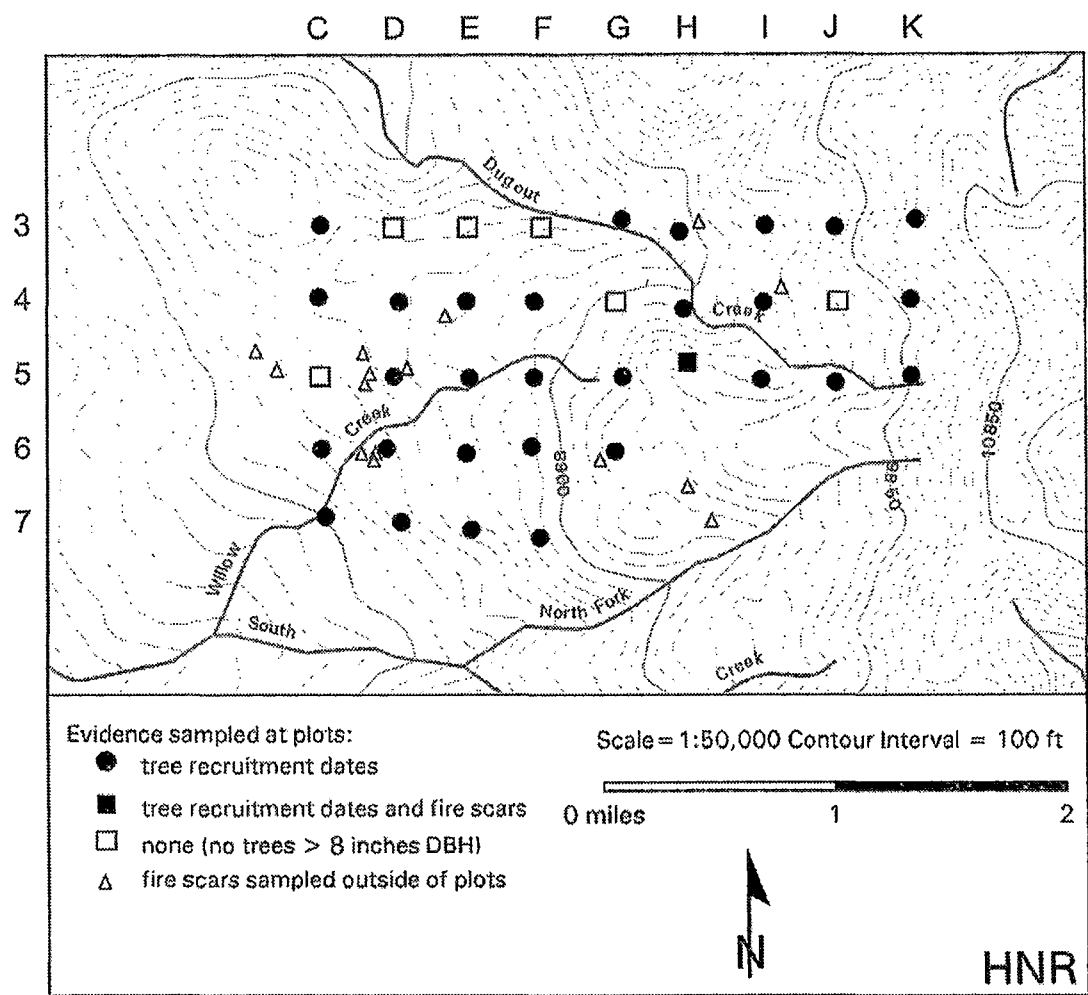 C D E F G H I J K
Dugout
3
4
Creek
5
Creek
6
8900
9850
10850
7
Willow
North Fork
South
Creek
Evidence sampled at plots:
tree recruitment dates
tree recruitment dates and fire scars
none (no trees > 8 inches DBH)
fire scars sampled outside of plots
Scale = 1:50,000 Contour Interval = 100 ft
0 miles 1 2
N
HNR